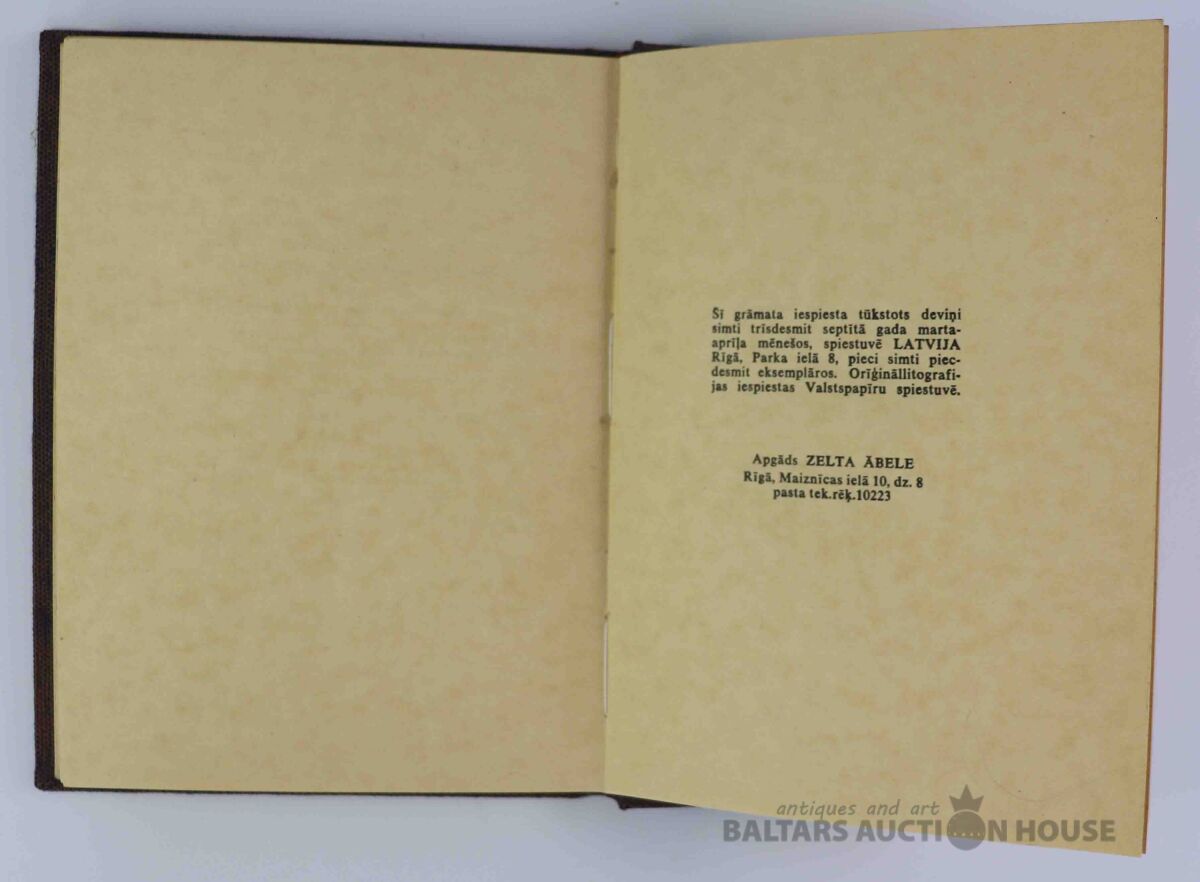 Šī grāmata iespiesta tūkstots deviņi
simti trīsdesmit septītā gada marta-
aprīļa mēnešos, spiestuvē LATVIJA
Rīgā, Parka ielā 8, pieci simti piec-
desmit eksemplāros. Orīģināllitografi-
jas iespiestas Valstspapīru spiestuvē.
Apgāds ZELTA ĀBELE
Rīgā, Maiznīcas ielā 10, dz. 8
pasta tek.rēķ.10223
antiques and art
BALTARS AUCTION HOUSE